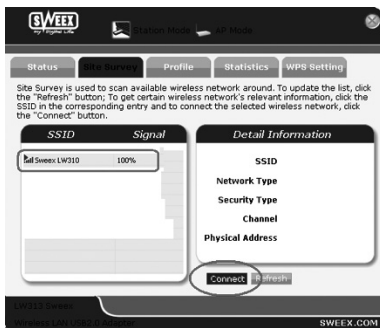 SWEEX
my digital life
Station Mode AP Mode
Status Site Survey Profile Statistics WPS Setting
Site Survey is used to scan available wireless network around. To update the list, click
the "Refresh" button; To get certain wireless network's relevant information, click the
SSID in the corresponding entry and to connect the selected wireless network, click
the "Connect" button.
SSID Signal Detail Information
Sweex LW310 100%
SSID
Network Type
Security Type
Channel
Physical Address
Connect Refresh
LW313 Sweex
Wireless LAN USB2.0 Adapter
SWEEX.COM